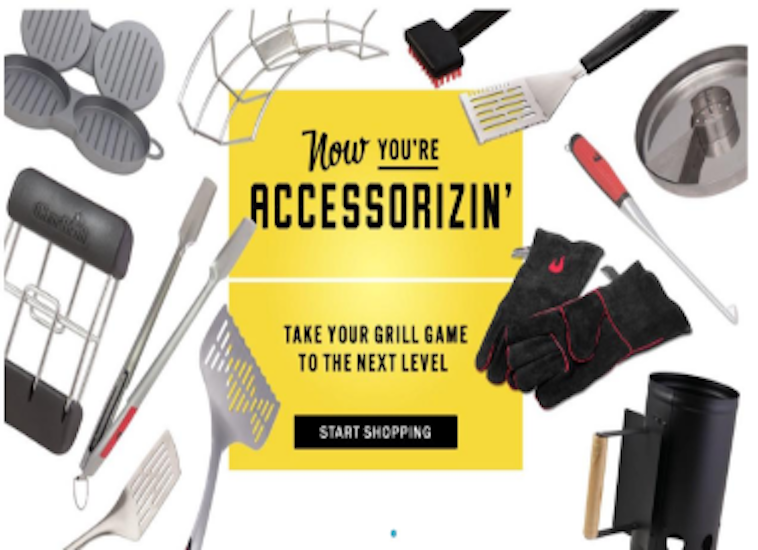 Now YOU'RE
ACCESSORIZIN'
TAKE YOUR GRILL GAME
TO THE NEXT LEVEL
START SHOPPING